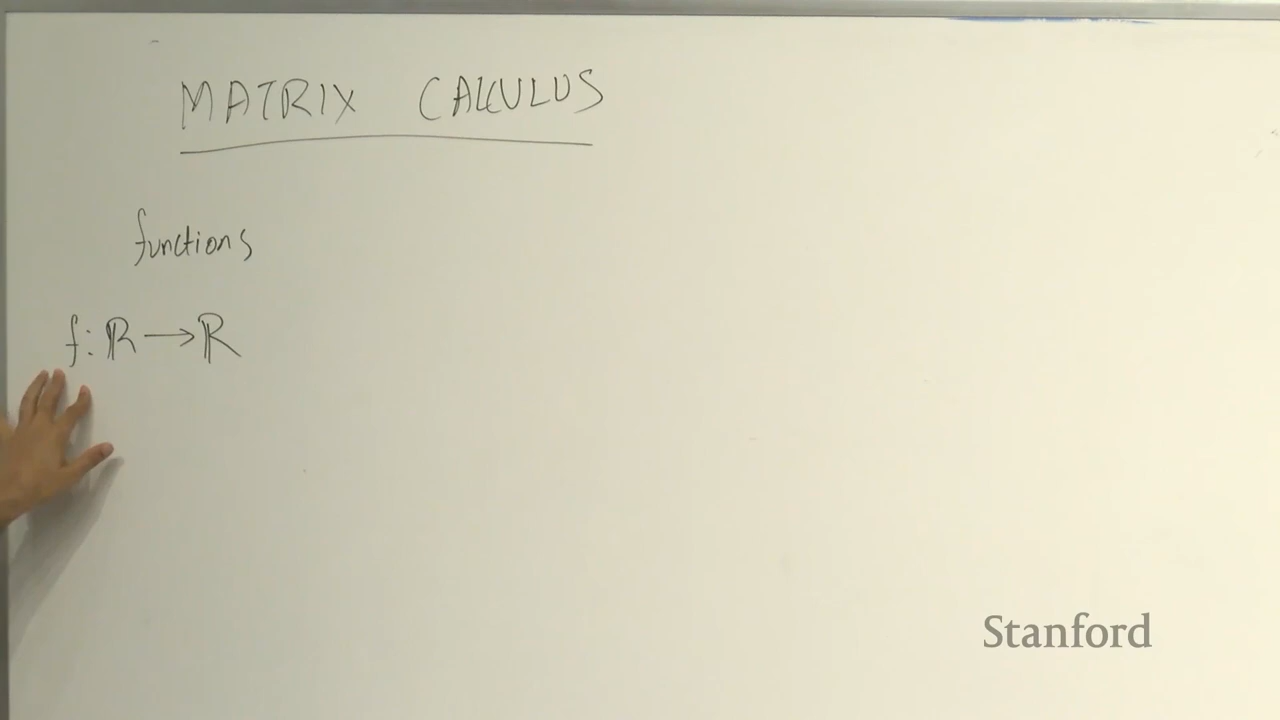 MATRIX CALCULUS
functions
f: ℝ → ℝ
Stanford